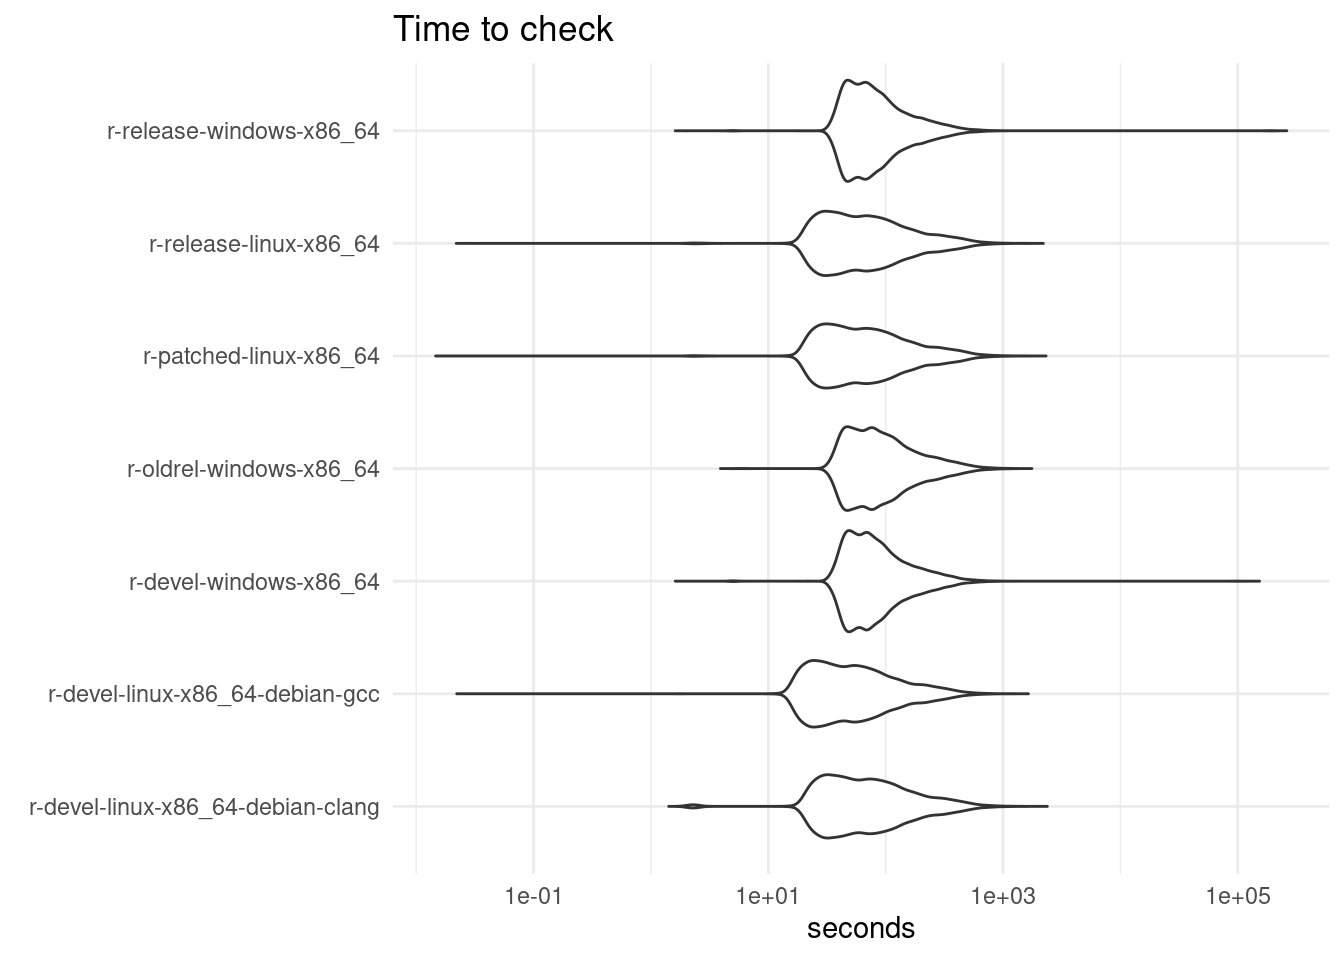 Time to check
r-release-windows-x86_64
r-release-linux-x86_64
r-patched-linux-x86_64
r-oldrel-windows-x86_64
r-devel-windows-x86_64
r-devel-linux-x86_64-debian-gcc
r-devel-linux-x86_64-debian-clang
1e-01 1e+01 1e+03 1e+05
seconds